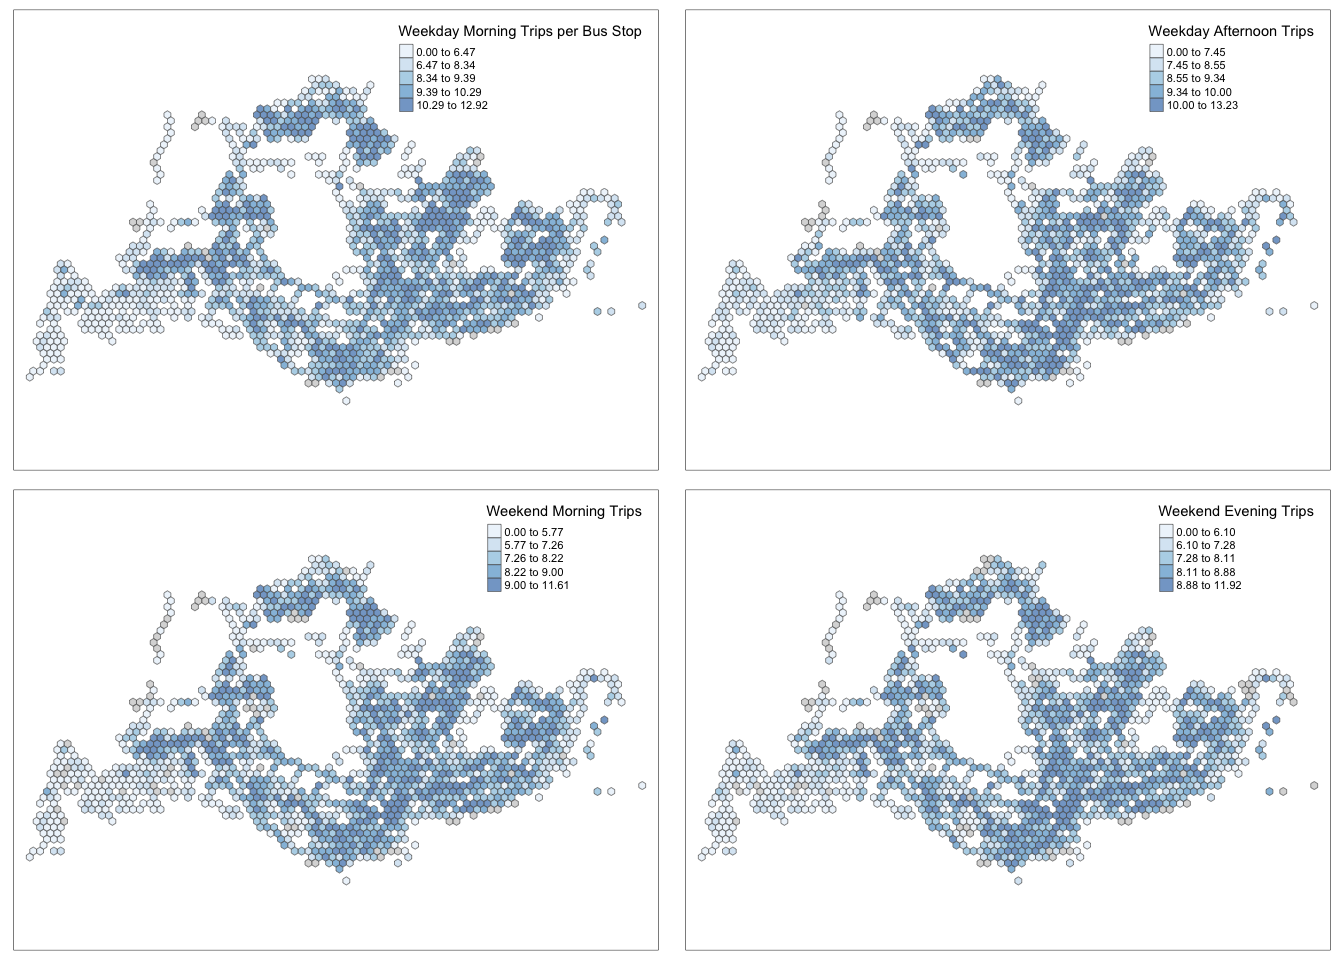 Weekday Morning Trips per Bus Stop
0.00 to 6.47
6.47 to 8.34
8.34 to 9.39
9.39 to 10.29
10.29 to 12.92
Weekday Afternoon Trips
0.00 to 7.45
7.45 to 8.55
8.55 to 9.34
9.34 to 10.00
10.00 to 13.23
Weekend Morning Trips
0.00 to 5.77
5.77 to 7.26
7.26 to 8.22
8.22 to 9.00
9.00 to 11.61
Weekend Evening Trips
0.00 to 6.10
6.10 to 7.28
7.28 to 8.11
8.11 to 8.88
8.88 to 11.92